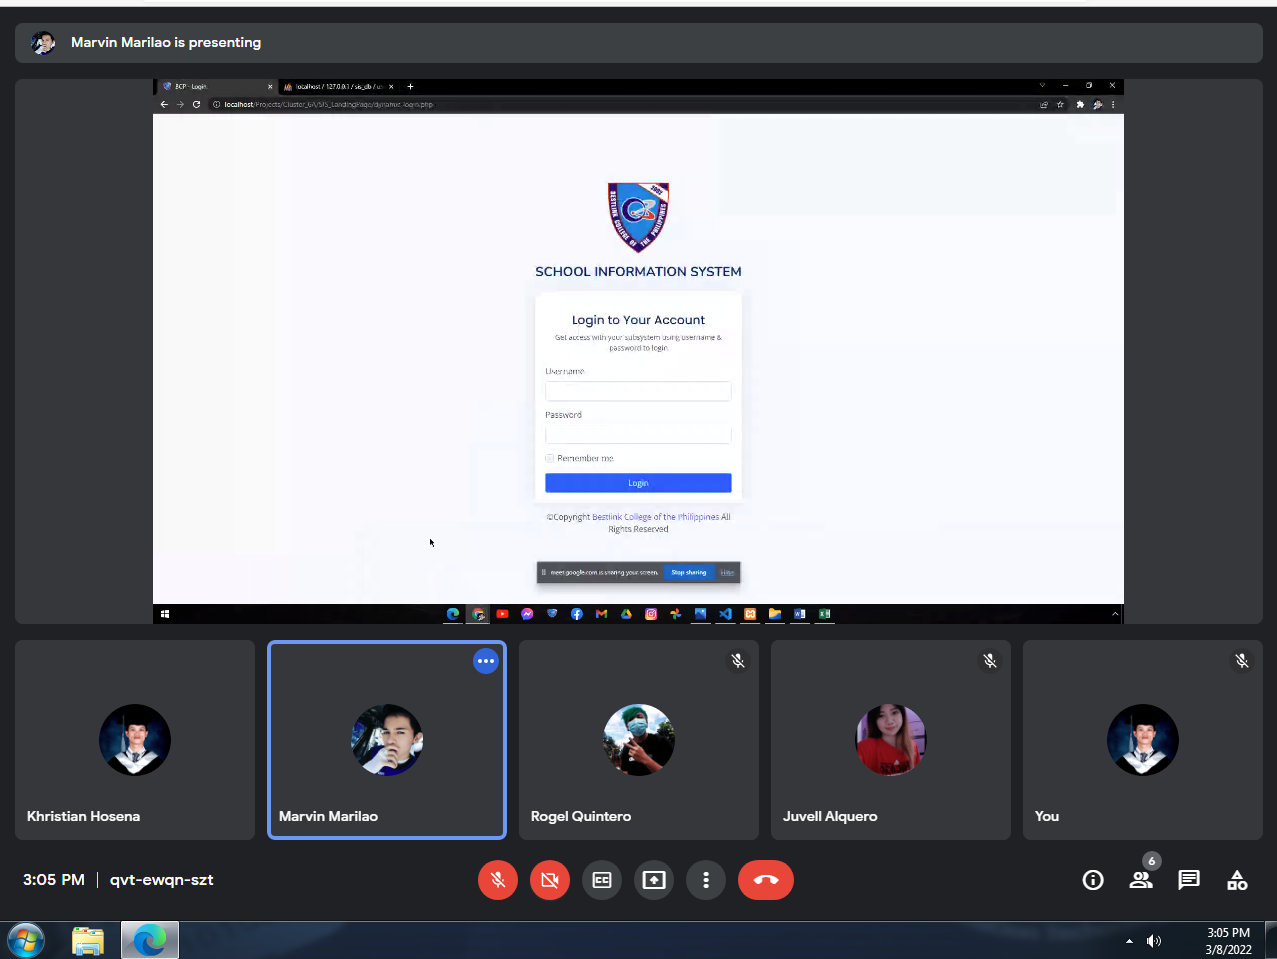 Marvin Marilao is presenting
BCP - Login
localhost / 127.0.0.1 / sis_db / us
localhost/Projects/Cluster_6A/SIS_LandingPage/dynamic_login.php
2002
BESTLINK COLLEGE OF THE PHILIPPINES
SCHOOL INFORMATION SYSTEM
Login to Your Account
Get access with your subsystem using username &
password to login
Username
Password
Remember me
Login
©Copyright Bestlink College of the Philippines All
Rights Reserved
meet.google.com is sharing your screen. Stop sharing Hide
Khristian Hosena
Marvin Marilao
Rogel Quintero
Juvell Alquero
You
3:05 PM | qvt-ewqn-szt
CC
6
3:05 PM
3/8/2022